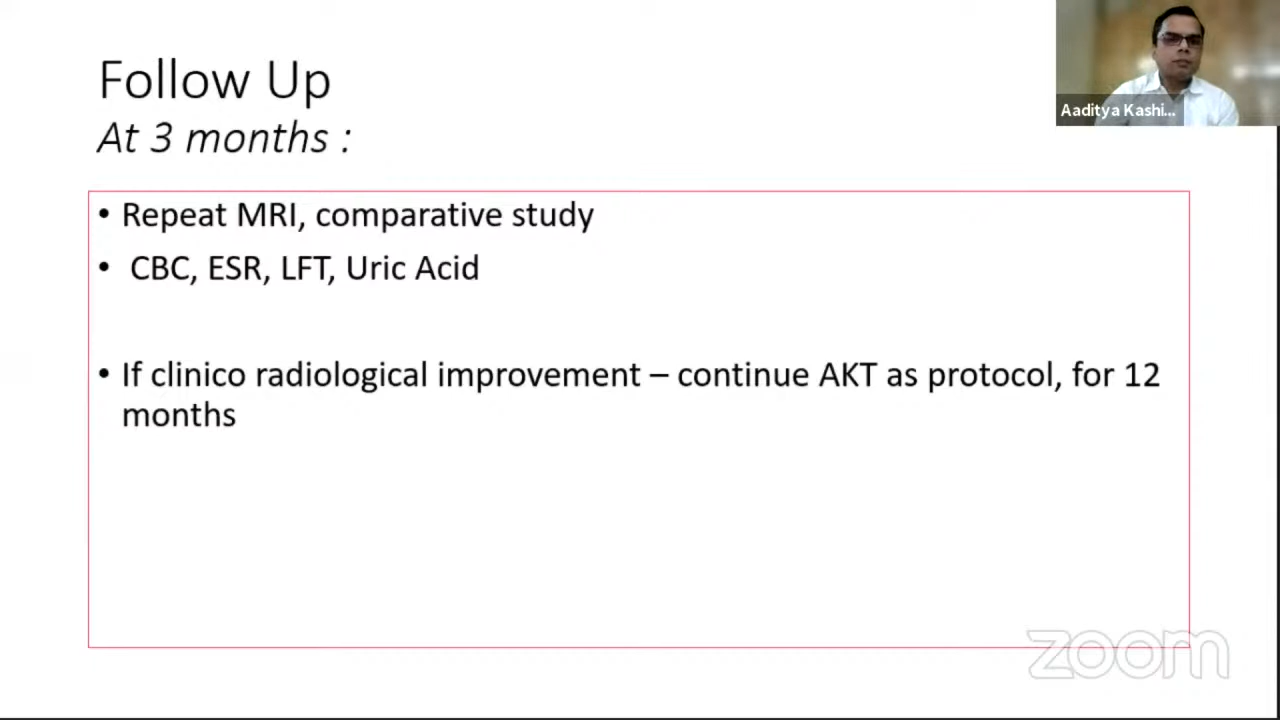 Follow Up
At 3 months :
Aaditya Kashi...
• Repeat MRI, comparative study
• CBC, ESR, LFT, Uric Acid
• If clinico radiological improvement – continue AKT as protocol, for 12
months
zoom